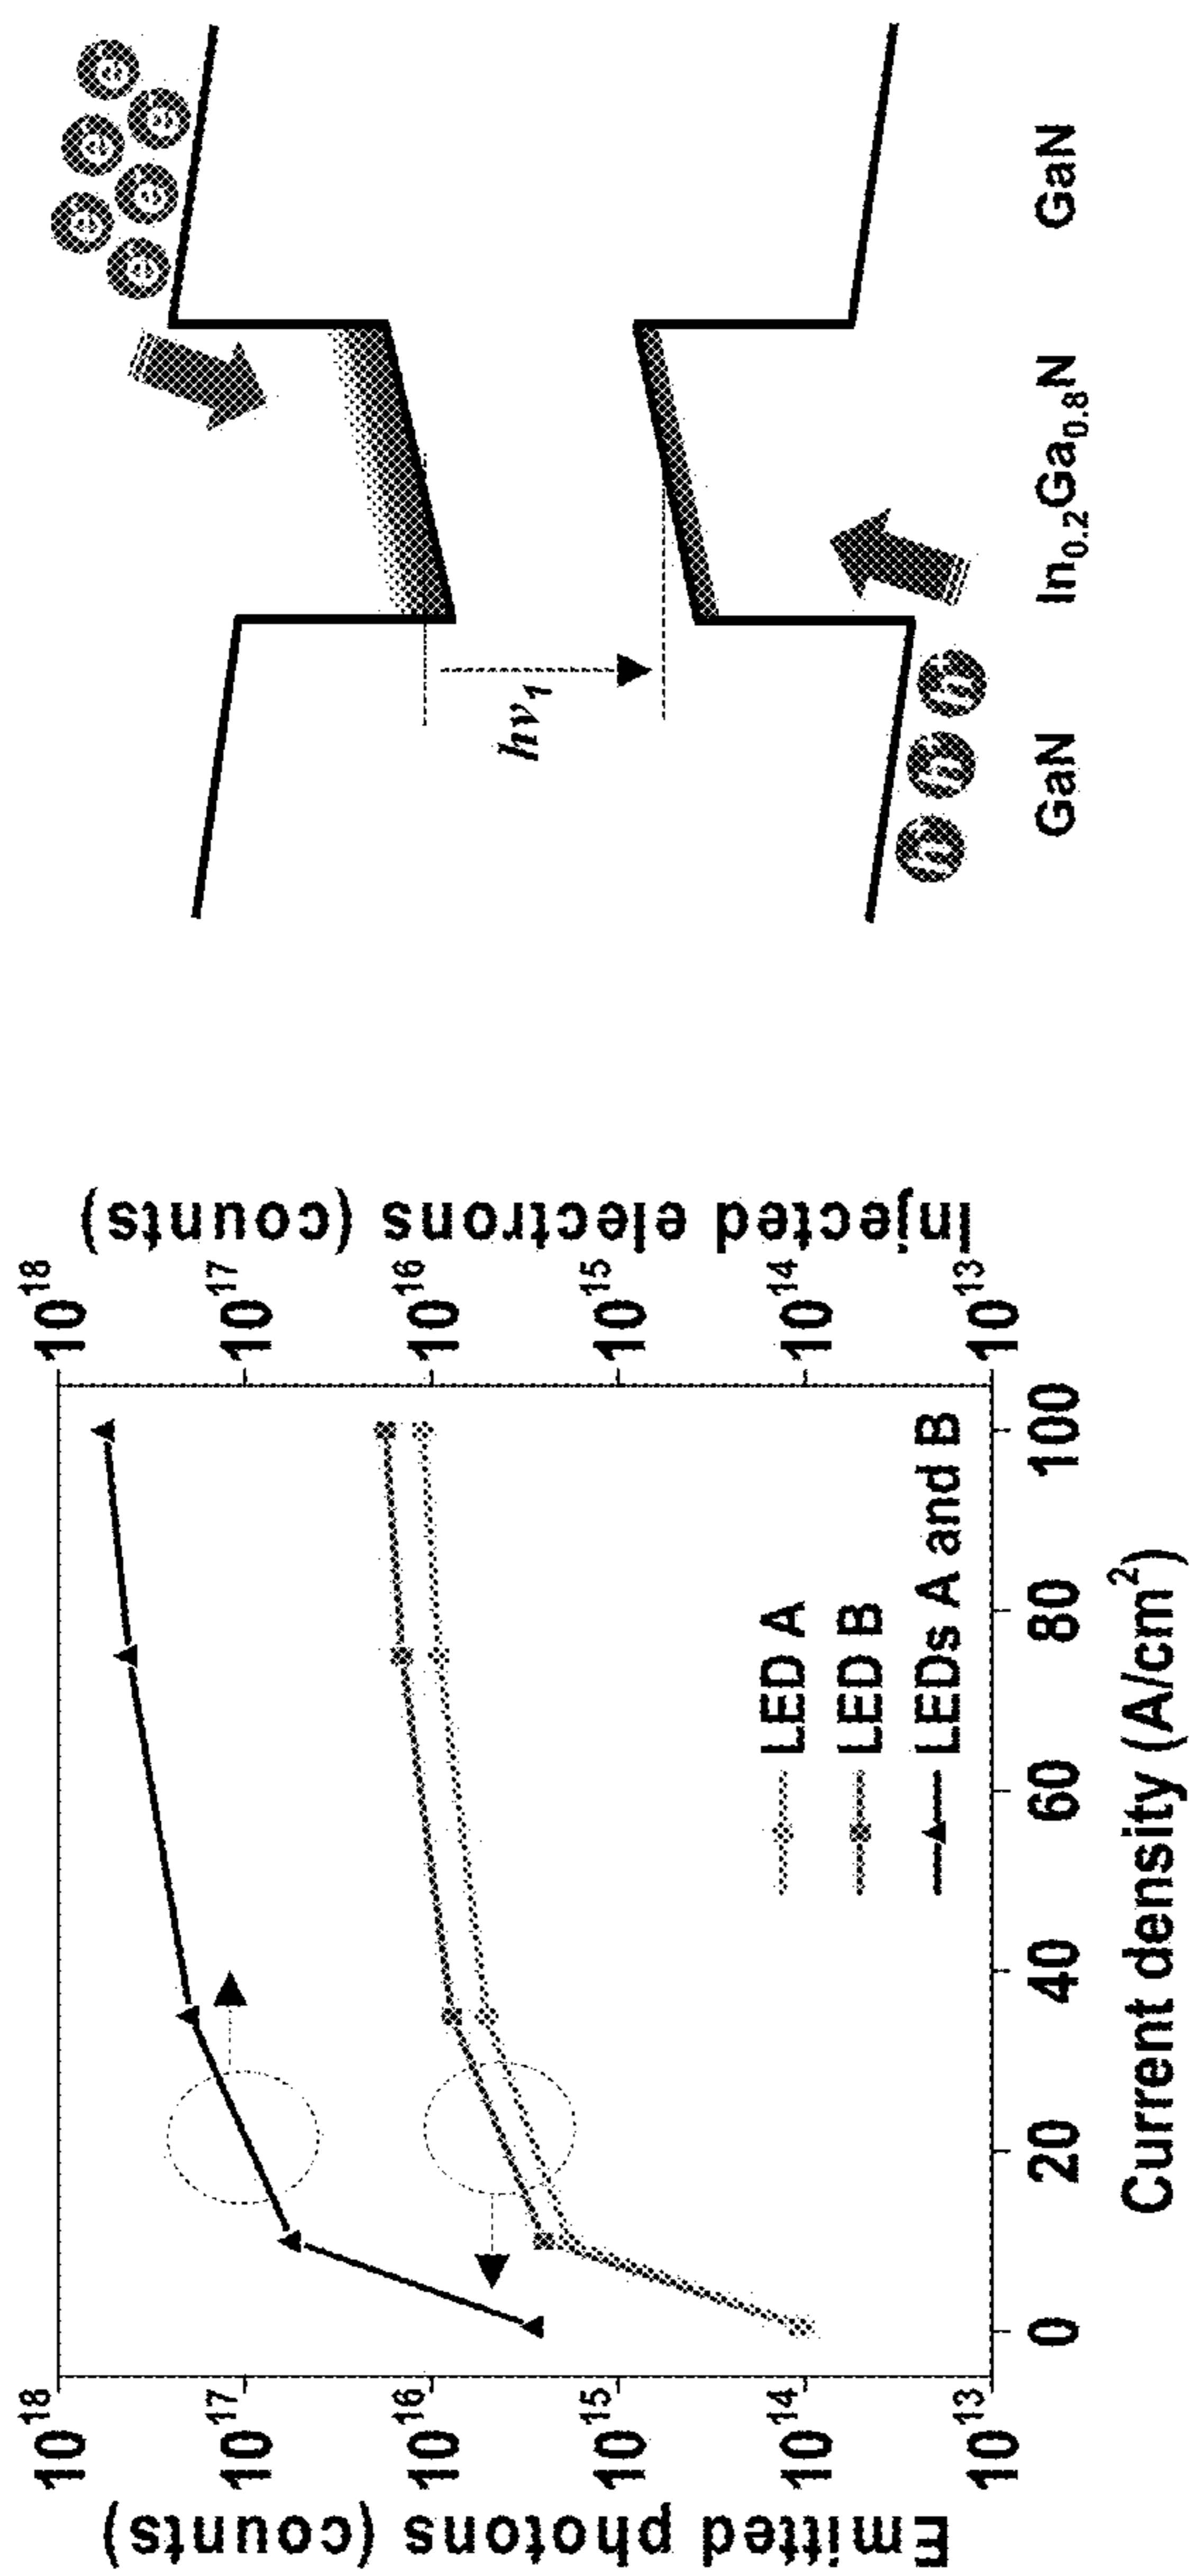 Emitted photons (counts)
10^18
10^17
10^16
10^15
10^14
10^13
LED A
LED B
LEDs A and B
0
20
40
60
80
100
Current density (A/cm²)
10^18
10^17
10^16
10^15
10^14
10^13
Injected electrons (counts)
e⁻
e⁻
e⁻
e⁻
e⁻
e⁻
hν₁
h⁺
h⁺
h⁺
GaN
In₀.₂Ga₀.₈N
GaN